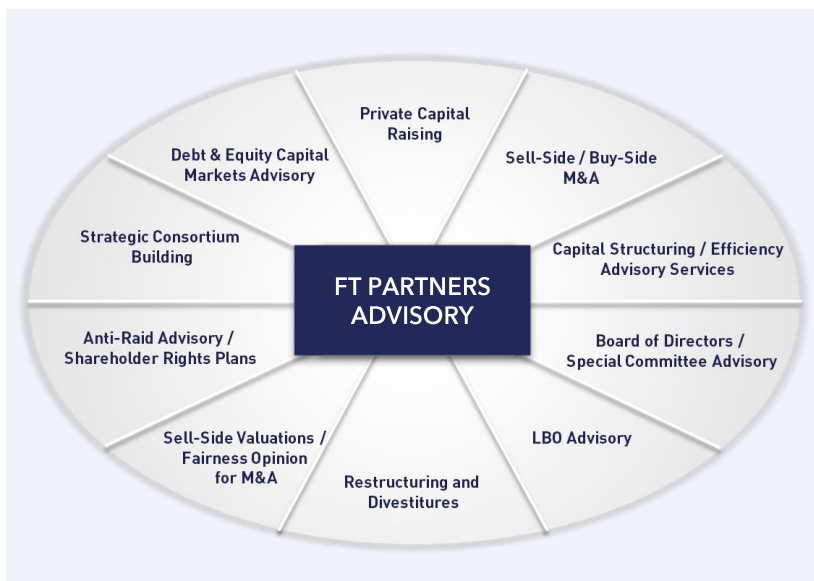 Private Capital
Raising
Sell-Side / Buy-Side
M&A
Capital Structuring / Efficiency
Advisory Services
Board of Directors /
Special Committee Advisory
LBO Advisory
Restructuring and
Divestitures
Sell-Side Valuations /
Fairness Opinion
for M&A
Anti-Raid Advisory /
Shareholder Rights Plans
Strategic Consortium
Building
Debt & Equity Capital
Markets Advisory
FT PARTNERS
ADVISORY